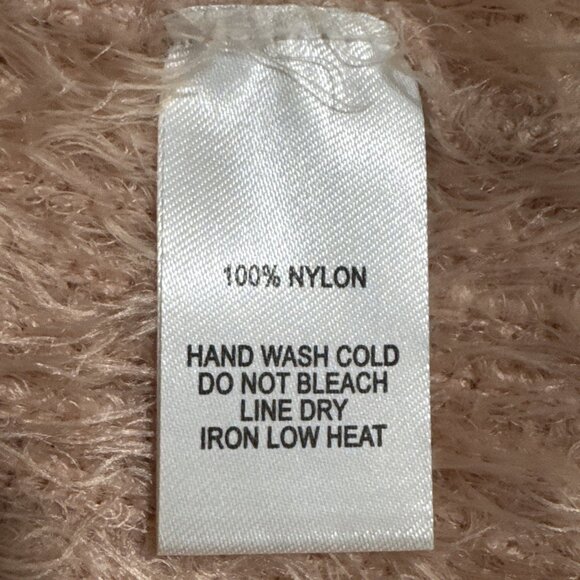 100% NYLON
HAND WASH COLD
DO NOT BLEACH
LINE DRY
IRON LOW HEAT